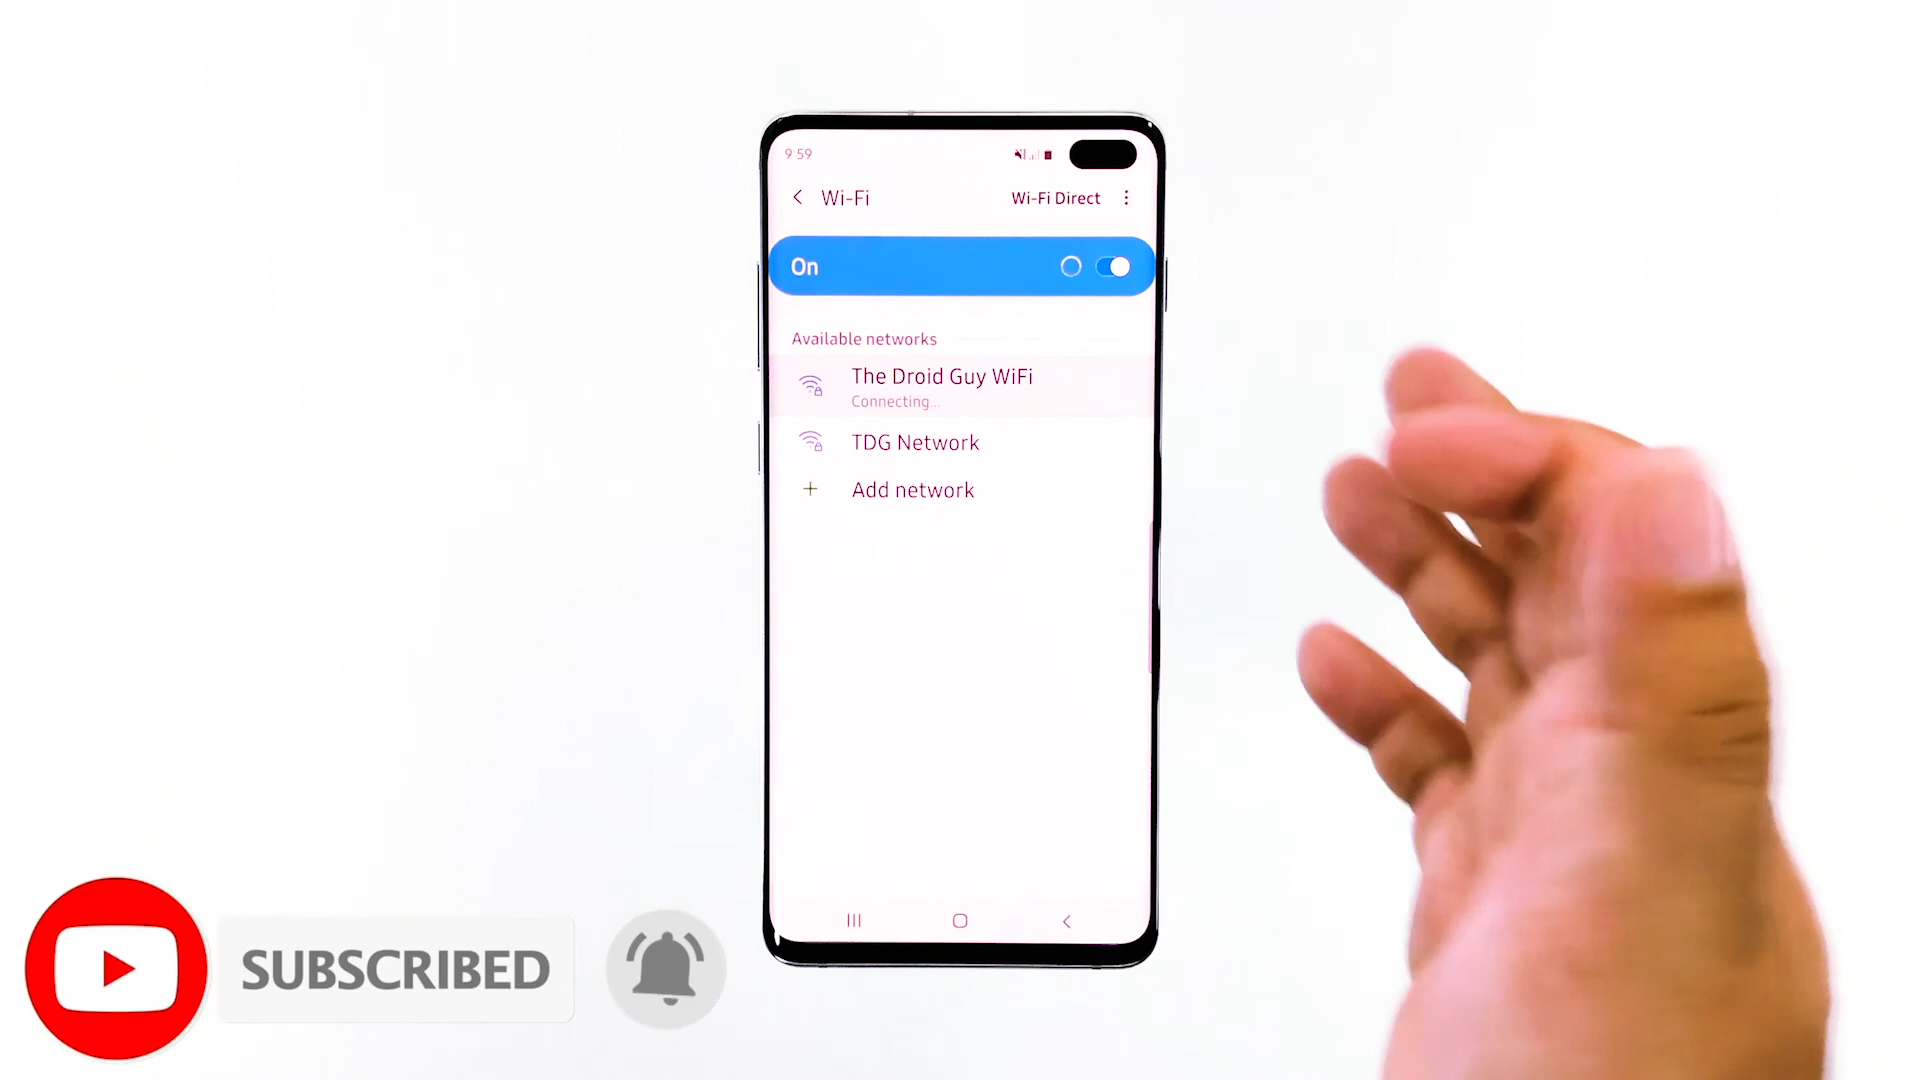 9:59
Wi-Fi Wi-Fi Direct
On
Available networks
The Droid Guy WiFi
Connecting...
TDG Network
Add network
SUBSCRIBED